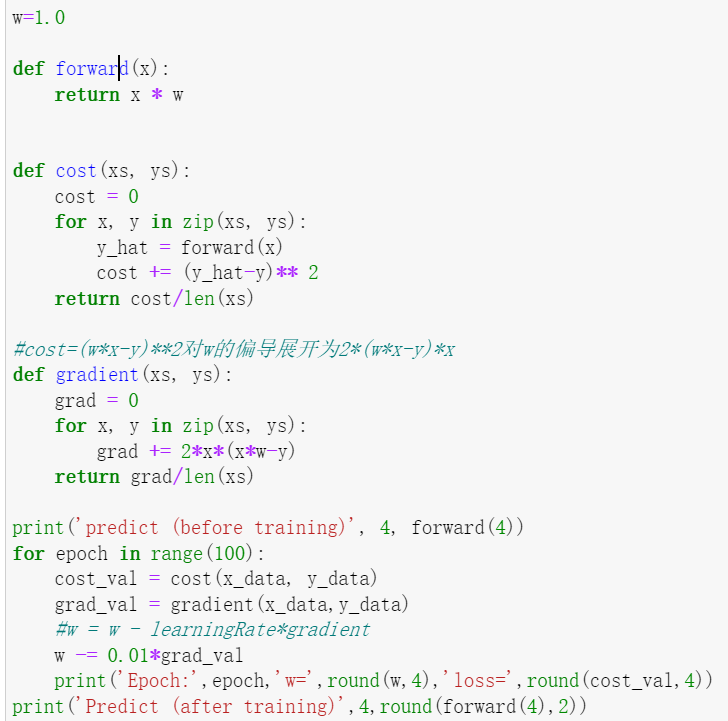 w=1.0
def forward(x):
    return x * w
def cost(xs, ys):
    cost = 0
    for x, y in zip(xs, ys):
        y_hat = forward(x)
        cost += (y_hat-y)** 2
    return cost/len(xs)
#cost=(w*x-y)**2对w的偏导展开为2*(w*x-y)*x
def gradient(xs, ys):
    grad = 0
    for x, y in zip(xs, ys):
        grad += 2*x*(x*w-y)
    return grad/len(xs)
print('predict (before training)', 4, forward(4))
for epoch in range(100):
    cost_val = cost(x_data, y_data)
    grad_val = gradient(x_data,y_data)
    #w = w - learningRate*gradient
    w -= 0.01*grad_val
    print('Epoch:',epoch,'w=',round(w,4),'loss=',round(cost_val,4))
print('Predict (after training)',4,round(forward(4),2))